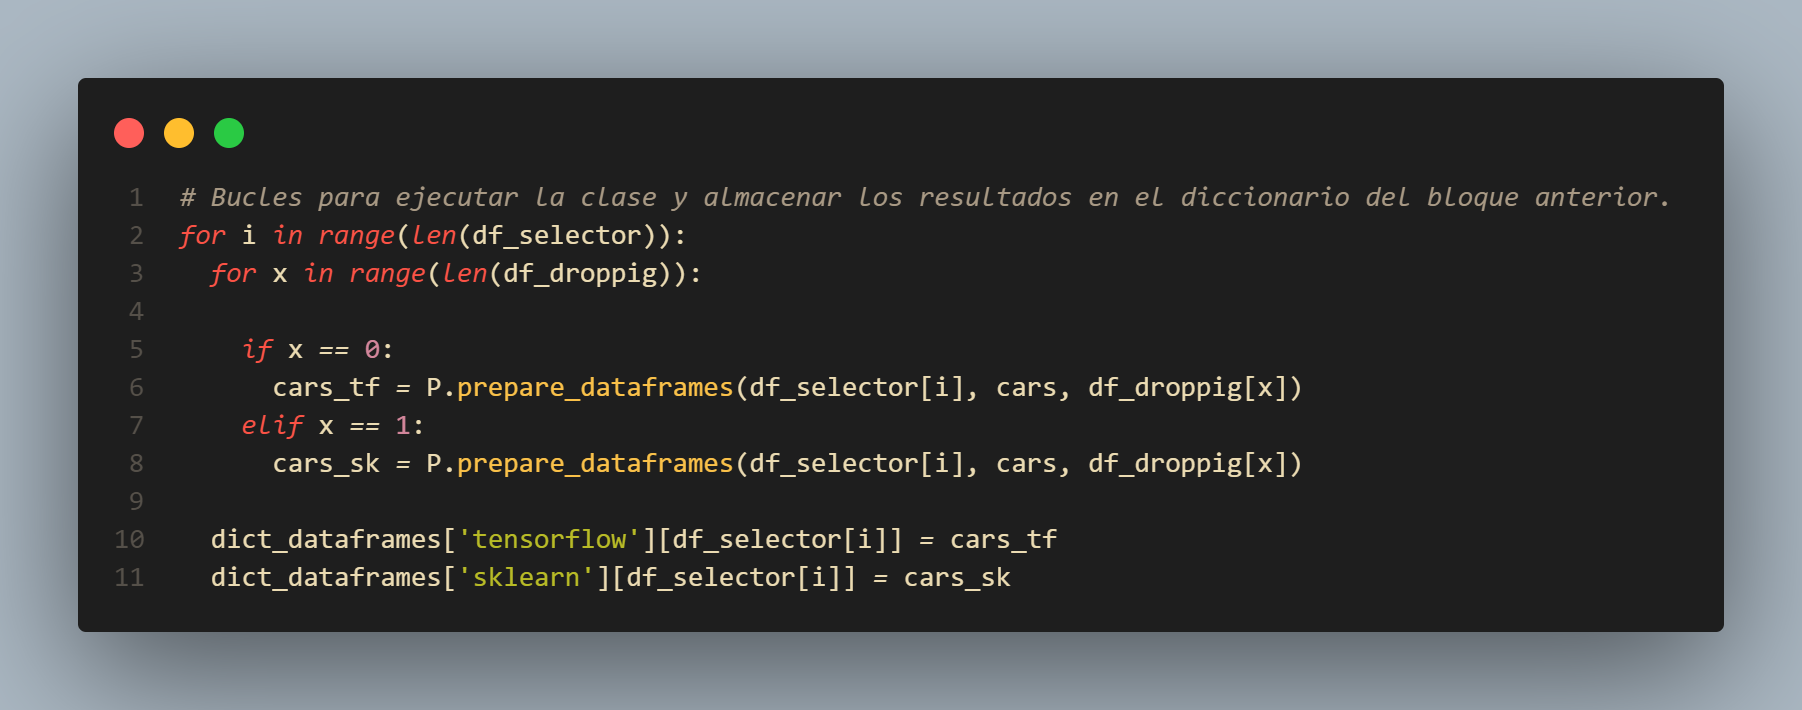 1 # Bucles para ejecutar la clase y almacenar los resultados en el diccionario del bloque anterior.
2 for i in range(len(df_selector)):
3   for x in range(len(df_droppig)):
4
5     if x == 0:
6       cars_tf = P.prepare_dataframes(df_selector[i], cars, df_droppig[x])
7     elif x == 1:
8       cars_sk = P.prepare_dataframes(df_selector[i], cars, df_droppig[x])
9
10   dict_dataframes['tensorflow'][df_selector[i]] = cars_tf
11   dict_dataframes['sklearn'][df_selector[i]] = cars_sk